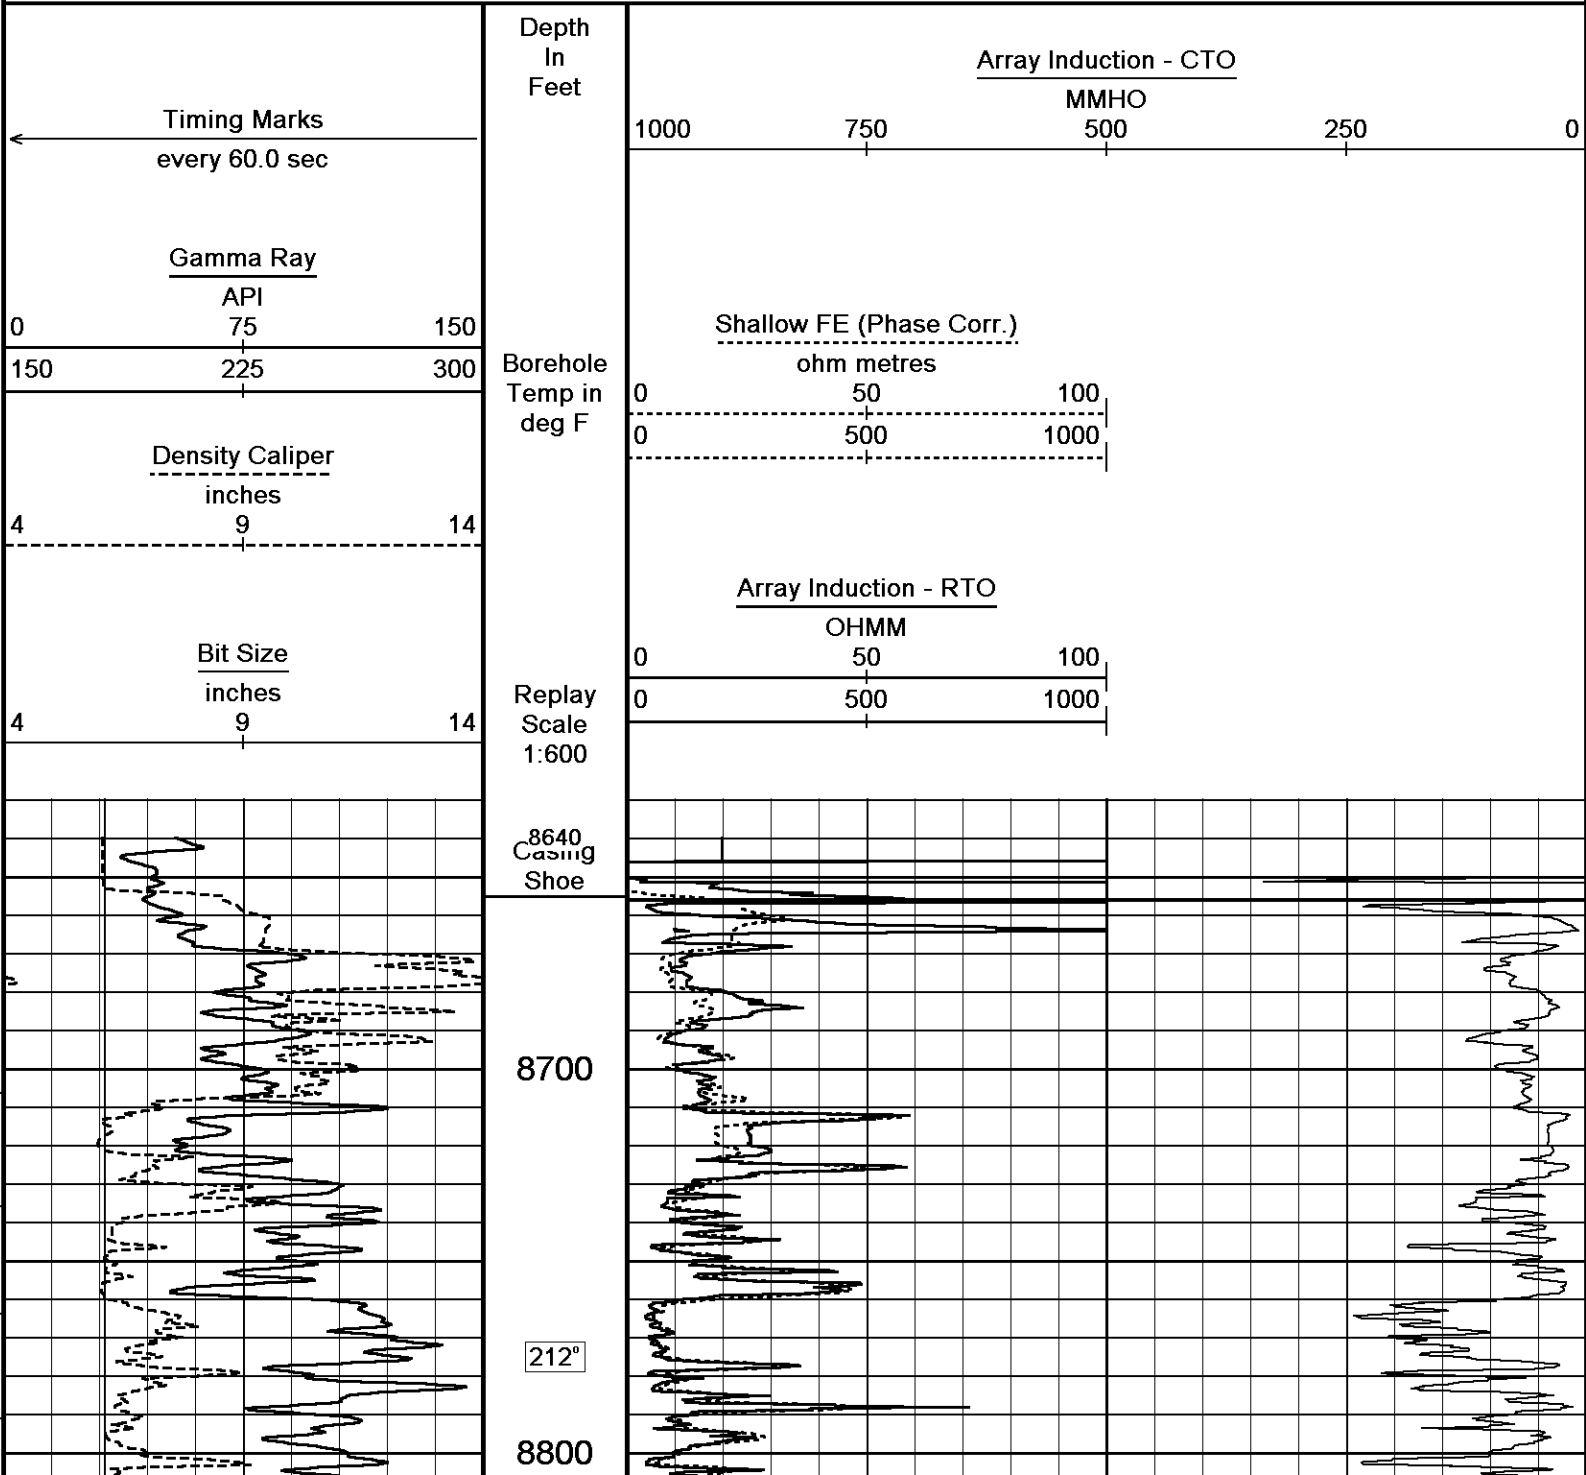 Timing Marks
every 60.0 sec
Gamma Ray
API
0 75 150
150 225 300
Density Caliper
inches
4 9 14
Bit Size
inches
4 9 14
Depth
In
Feet
Borehole
Temp in
deg F
Replay
Scale
1:600
Array Induction - CTO
MMHO
1000 750 500 250 0
Shallow FE (Phase Corr.)
ohm metres
0 50 100
0 500 1000
Array Induction - RTO
OHMM
0 50 100
0 500 1000
8640
Casing
Shoe
8700
212°
8800